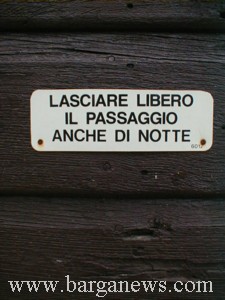 LASCIARE LIBERO
IL PASSAGGIO
ANCHE DI NOTTE
www.barganews.com